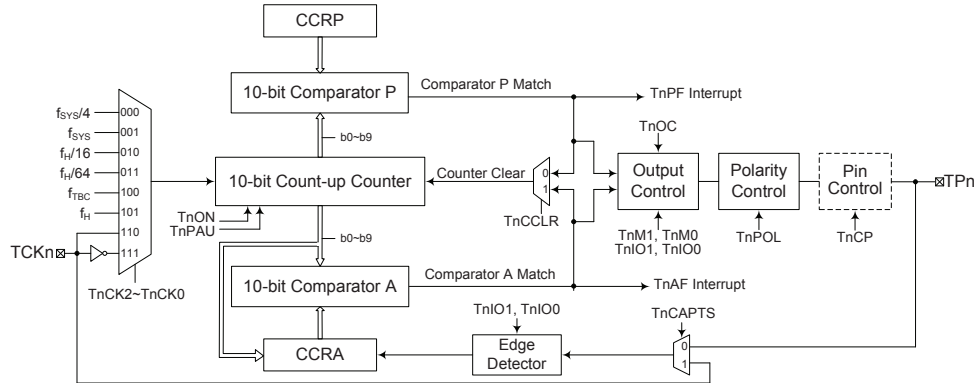 CCRP
10-bit Comparator P
Comparator P Match
TnPF Interrupt
b0~b9
TnOC
fSYS/4
000
fSYS
001
fH/16
010
fH/64
011
fTBC
100
fH
101
110
111
TCKn
TnCK2~TnCK0
10-bit Count-up Counter
Counter Clear
0
1
TnCCLR
TnON
TnPAU
Output
Control
TnM1, TnM0
TnIO1, TnIO0
Polarity
Control
TnPOL
Pin
Control
TnCP
TPn
b0~b9
10-bit Comparator A
Comparator A Match
TnAF Interrupt
CCRA
TnIO1, TnIO0
Edge
Detector
TnCAPTS
0
1